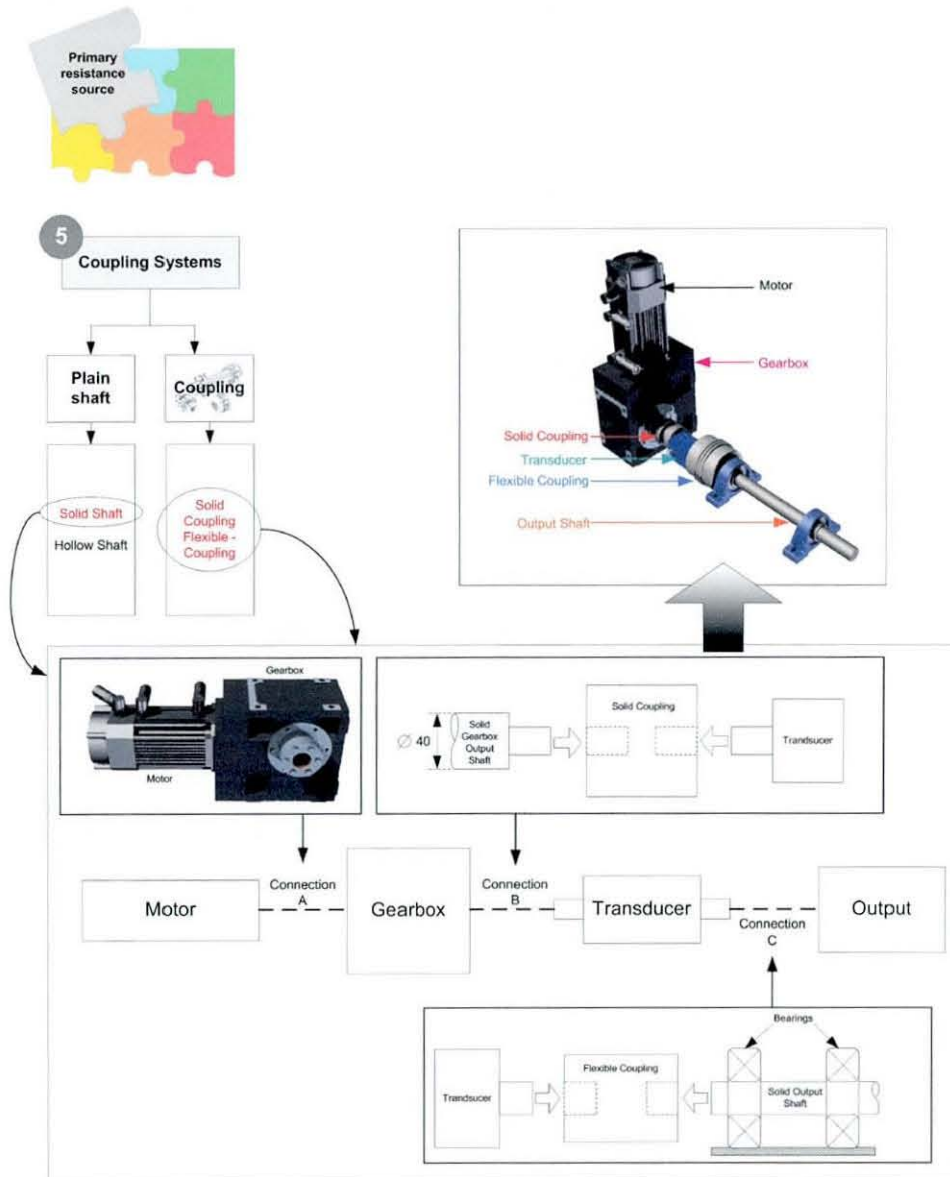 Primary
resistance
source
5
Coupling Systems
Plain
shaft
Coupling
Solid Shaft
Hollow Shaft
Solid
Coupling
Flexible -
Coupling
Motor
Gearbox
Solid Coupling
Transducer
Flexible Coupling
Output Shaft
Gearbox
Motor
Ø 40
Solid
Gearbox
Output
Shaft
Solid Coupling
Trandsucer
Motor
Connection
A
Gearbox
Connection
B
Transducer
Connection
C
Output
Bearings
Trandsucer
Flexible Coupling
Solid Output
Shaft